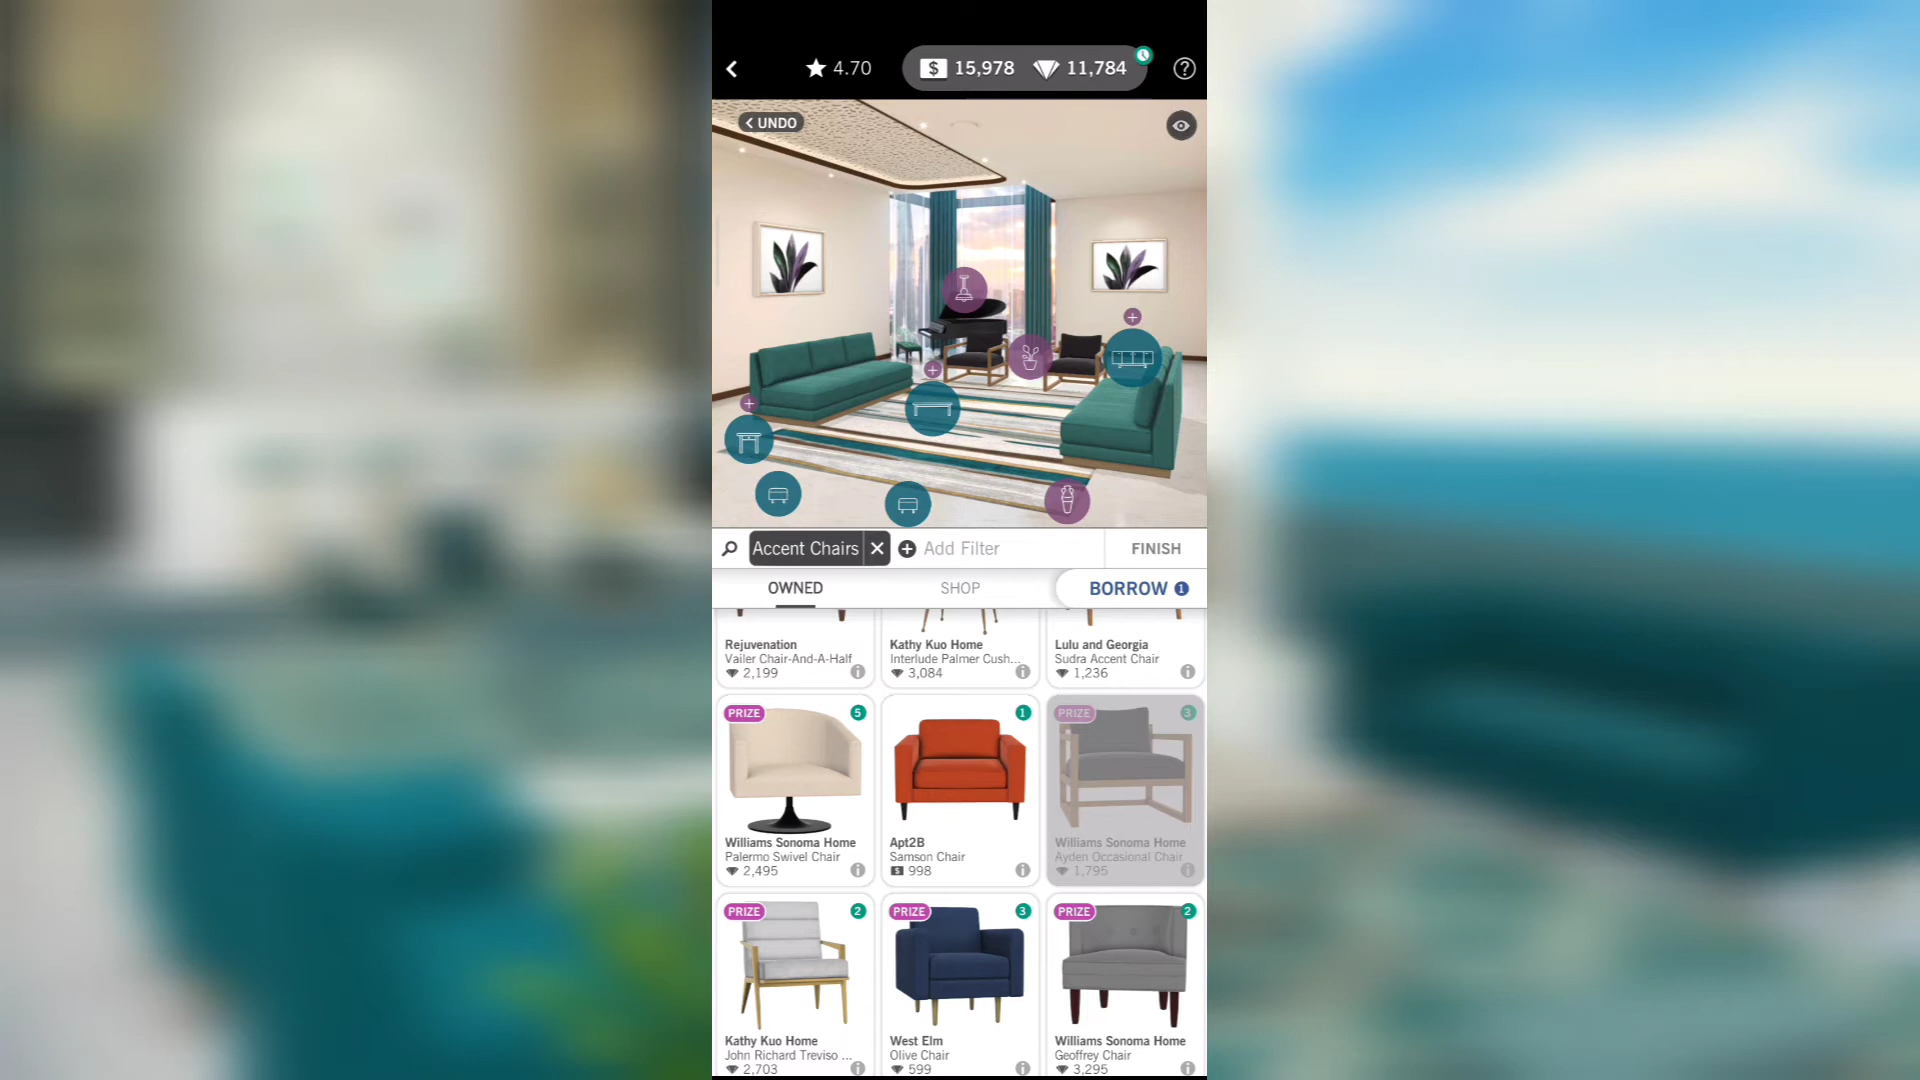 4.70
$ 15,978 11,784
?
< UNDO
Accent Chairs × + Add Filter FINISH
OWNED SHOP BORROW 1
Rejuvenation
Vailer Chair-And-A-Half
2,199
Kathy Kuo Home
Interlude Palmer Cush...
3,084
Lulu and Georgia
Sudra Accent Chair
1,236
PRIZE 5
Williams Sonoma Home
Palermo Swivel Chair
2,495
1
Apt2B
Samson Chair
$ 998
PRIZE 3
Williams Sonoma Home
Ayden Occasional Chair
1,795
PRIZE 2
Kathy Kuo Home
John Richard Treviso ...
2,703
PRIZE 3
West Elm
Olive Chair
599
PRIZE 2
Williams Sonoma Home
Geoffrey Chair
3,295